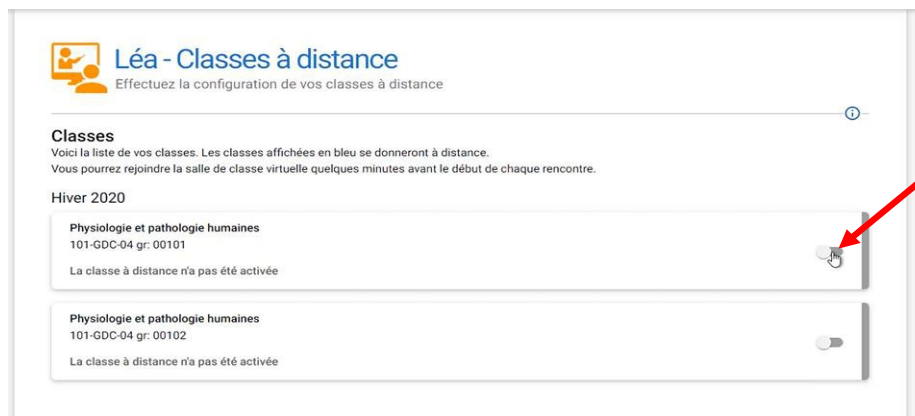 Léa - Classes à distance
Effectuez la configuration de vos classes à distance
Classes
Voici la liste de vos classes. Les classes affichées en bleu se donneront à distance.
Vous pourrez rejoindre la salle de classe virtuelle quelques minutes avant le début de chaque rencontre.
Hiver 2020
Physiologie et pathologie humaines
101-GDC-04 gr: 00101
La classe à distance n'a pas été activée
Physiologie et pathologie humaines
101-GDC-04 gr: 00102
La classe à distance n'a pas été activée